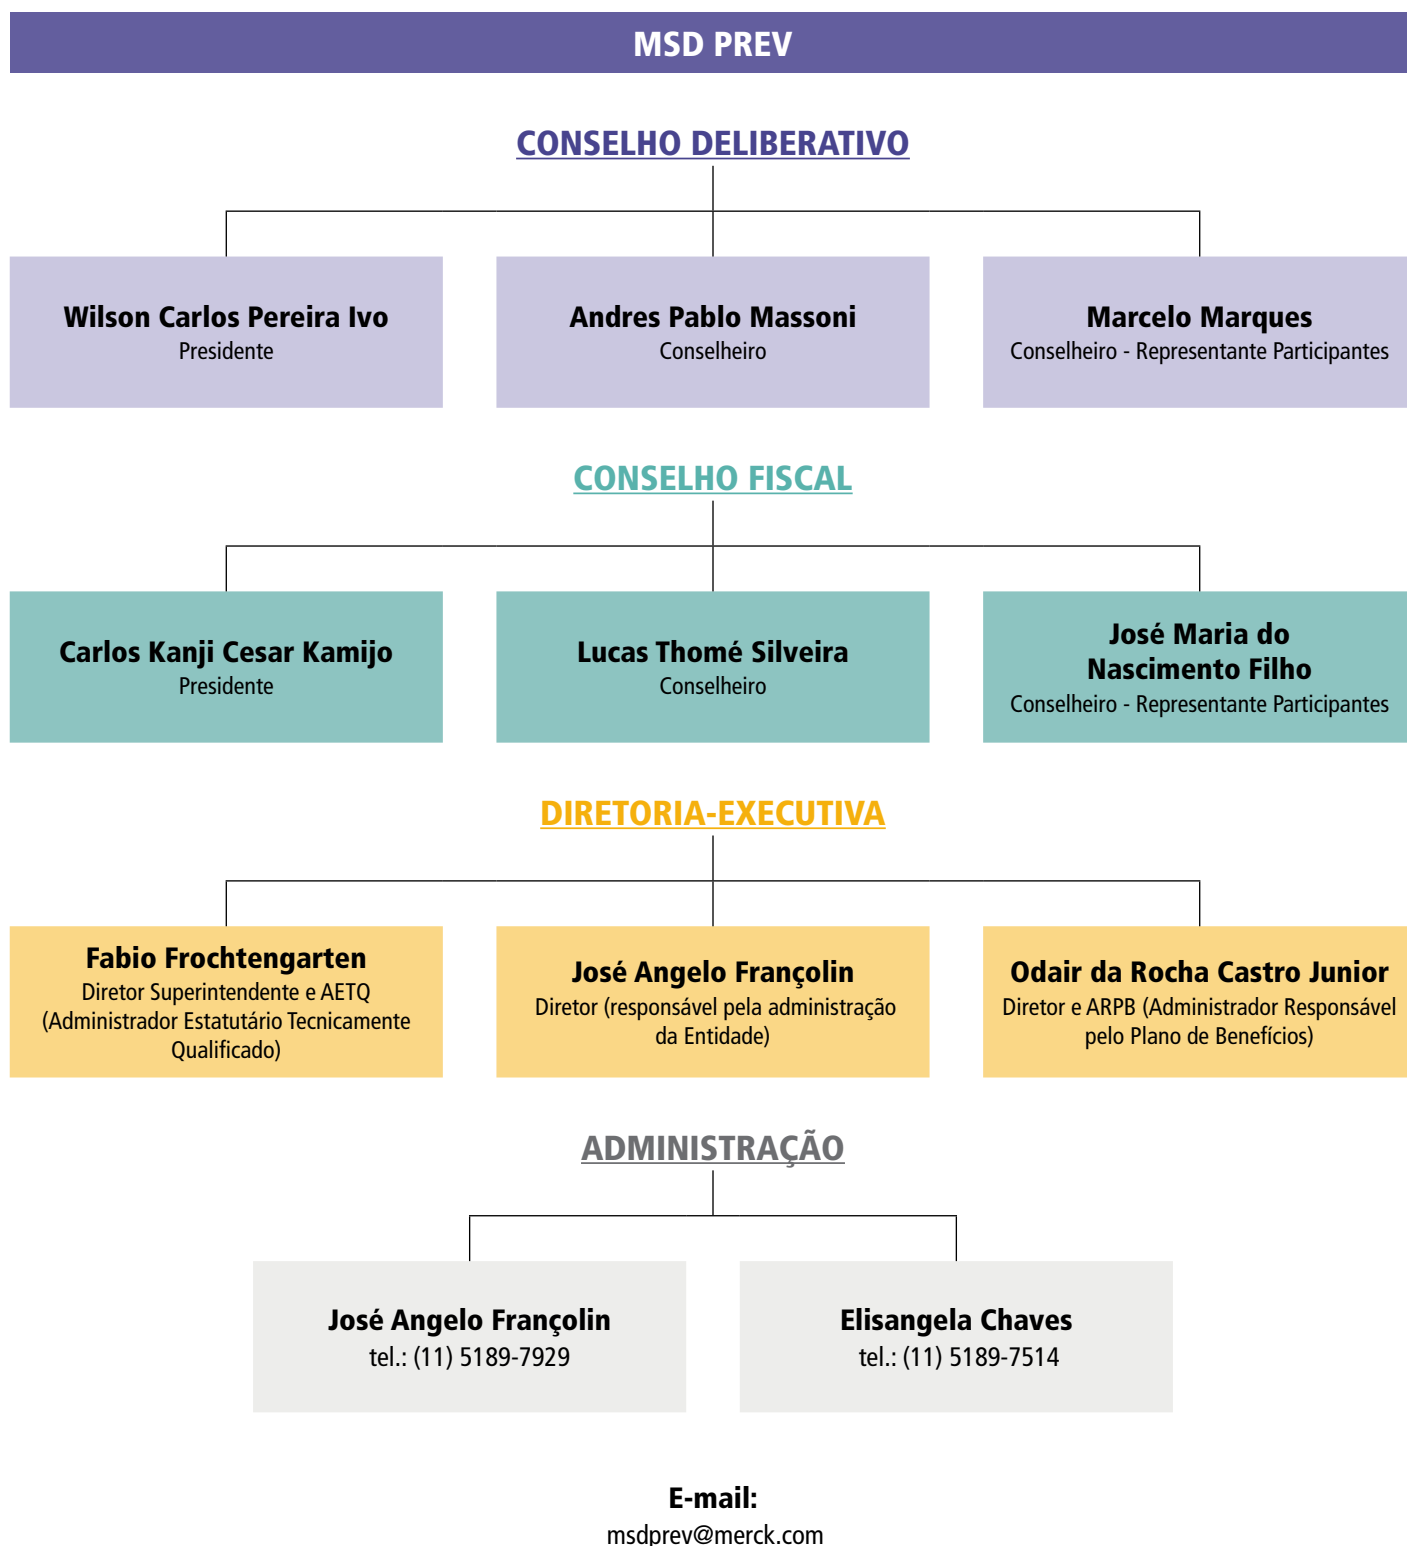 MSD PREV
CONSELHO DELIBERATIVO
Wilson Carlos Pereira Ivo
Presidente
Andres Pablo Massoni
Conselheiro
Marcelo Marques
Conselheiro - Representante Participantes
CONSELHO FISCAL
Carlos Kanji Cesar Kamijo
Presidente
Lucas Thomé Silveira
Conselheiro
José Maria do
Nascimento Filho
Conselheiro - Representante Participantes
DIRETORIA-EXECUTIVA
Fabio Frochtengarten
Diretor Superintendente e AETQ
(Administrador Estatutário Tecnicamente
Qualificado)
José Angelo Françolin
Diretor (responsável pela administração
da Entidade)
Odair da Rocha Castro Junior
Diretor e ARPB (Administrador Responsável
pelo Plano de Benefícios)
ADMINISTRAÇÃO
José Angelo Françolin
tel.: (11) 5189-7929
Elisangela Chaves
tel.: (11) 5189-7514
E-mail:
msdprev@merck.com